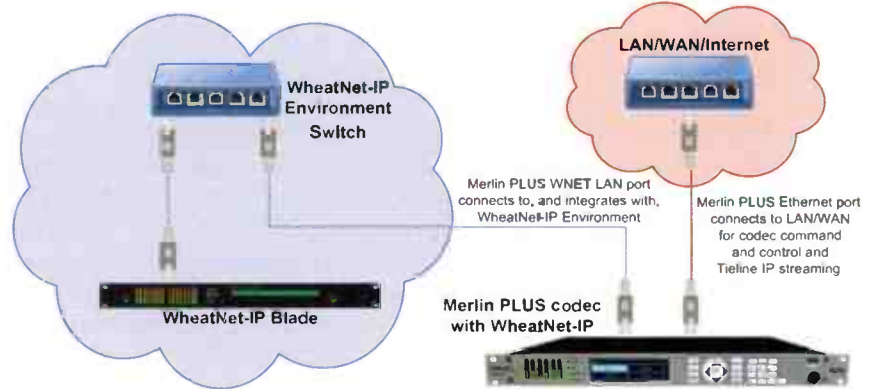 WheatNet-IP
Environment
Switch
LAN/WAN/Internet
Merlin PLUS WNET LAN port
connects to, and integrates with,
WheatNet-IP Environment
Merlin PLUS Ethernet port
connects to LAN/WAN
for codec command
and control and
Tieline IP streaming
WheatNet-IP Blade
Merlin PLUS codec
with WheatNet-IP